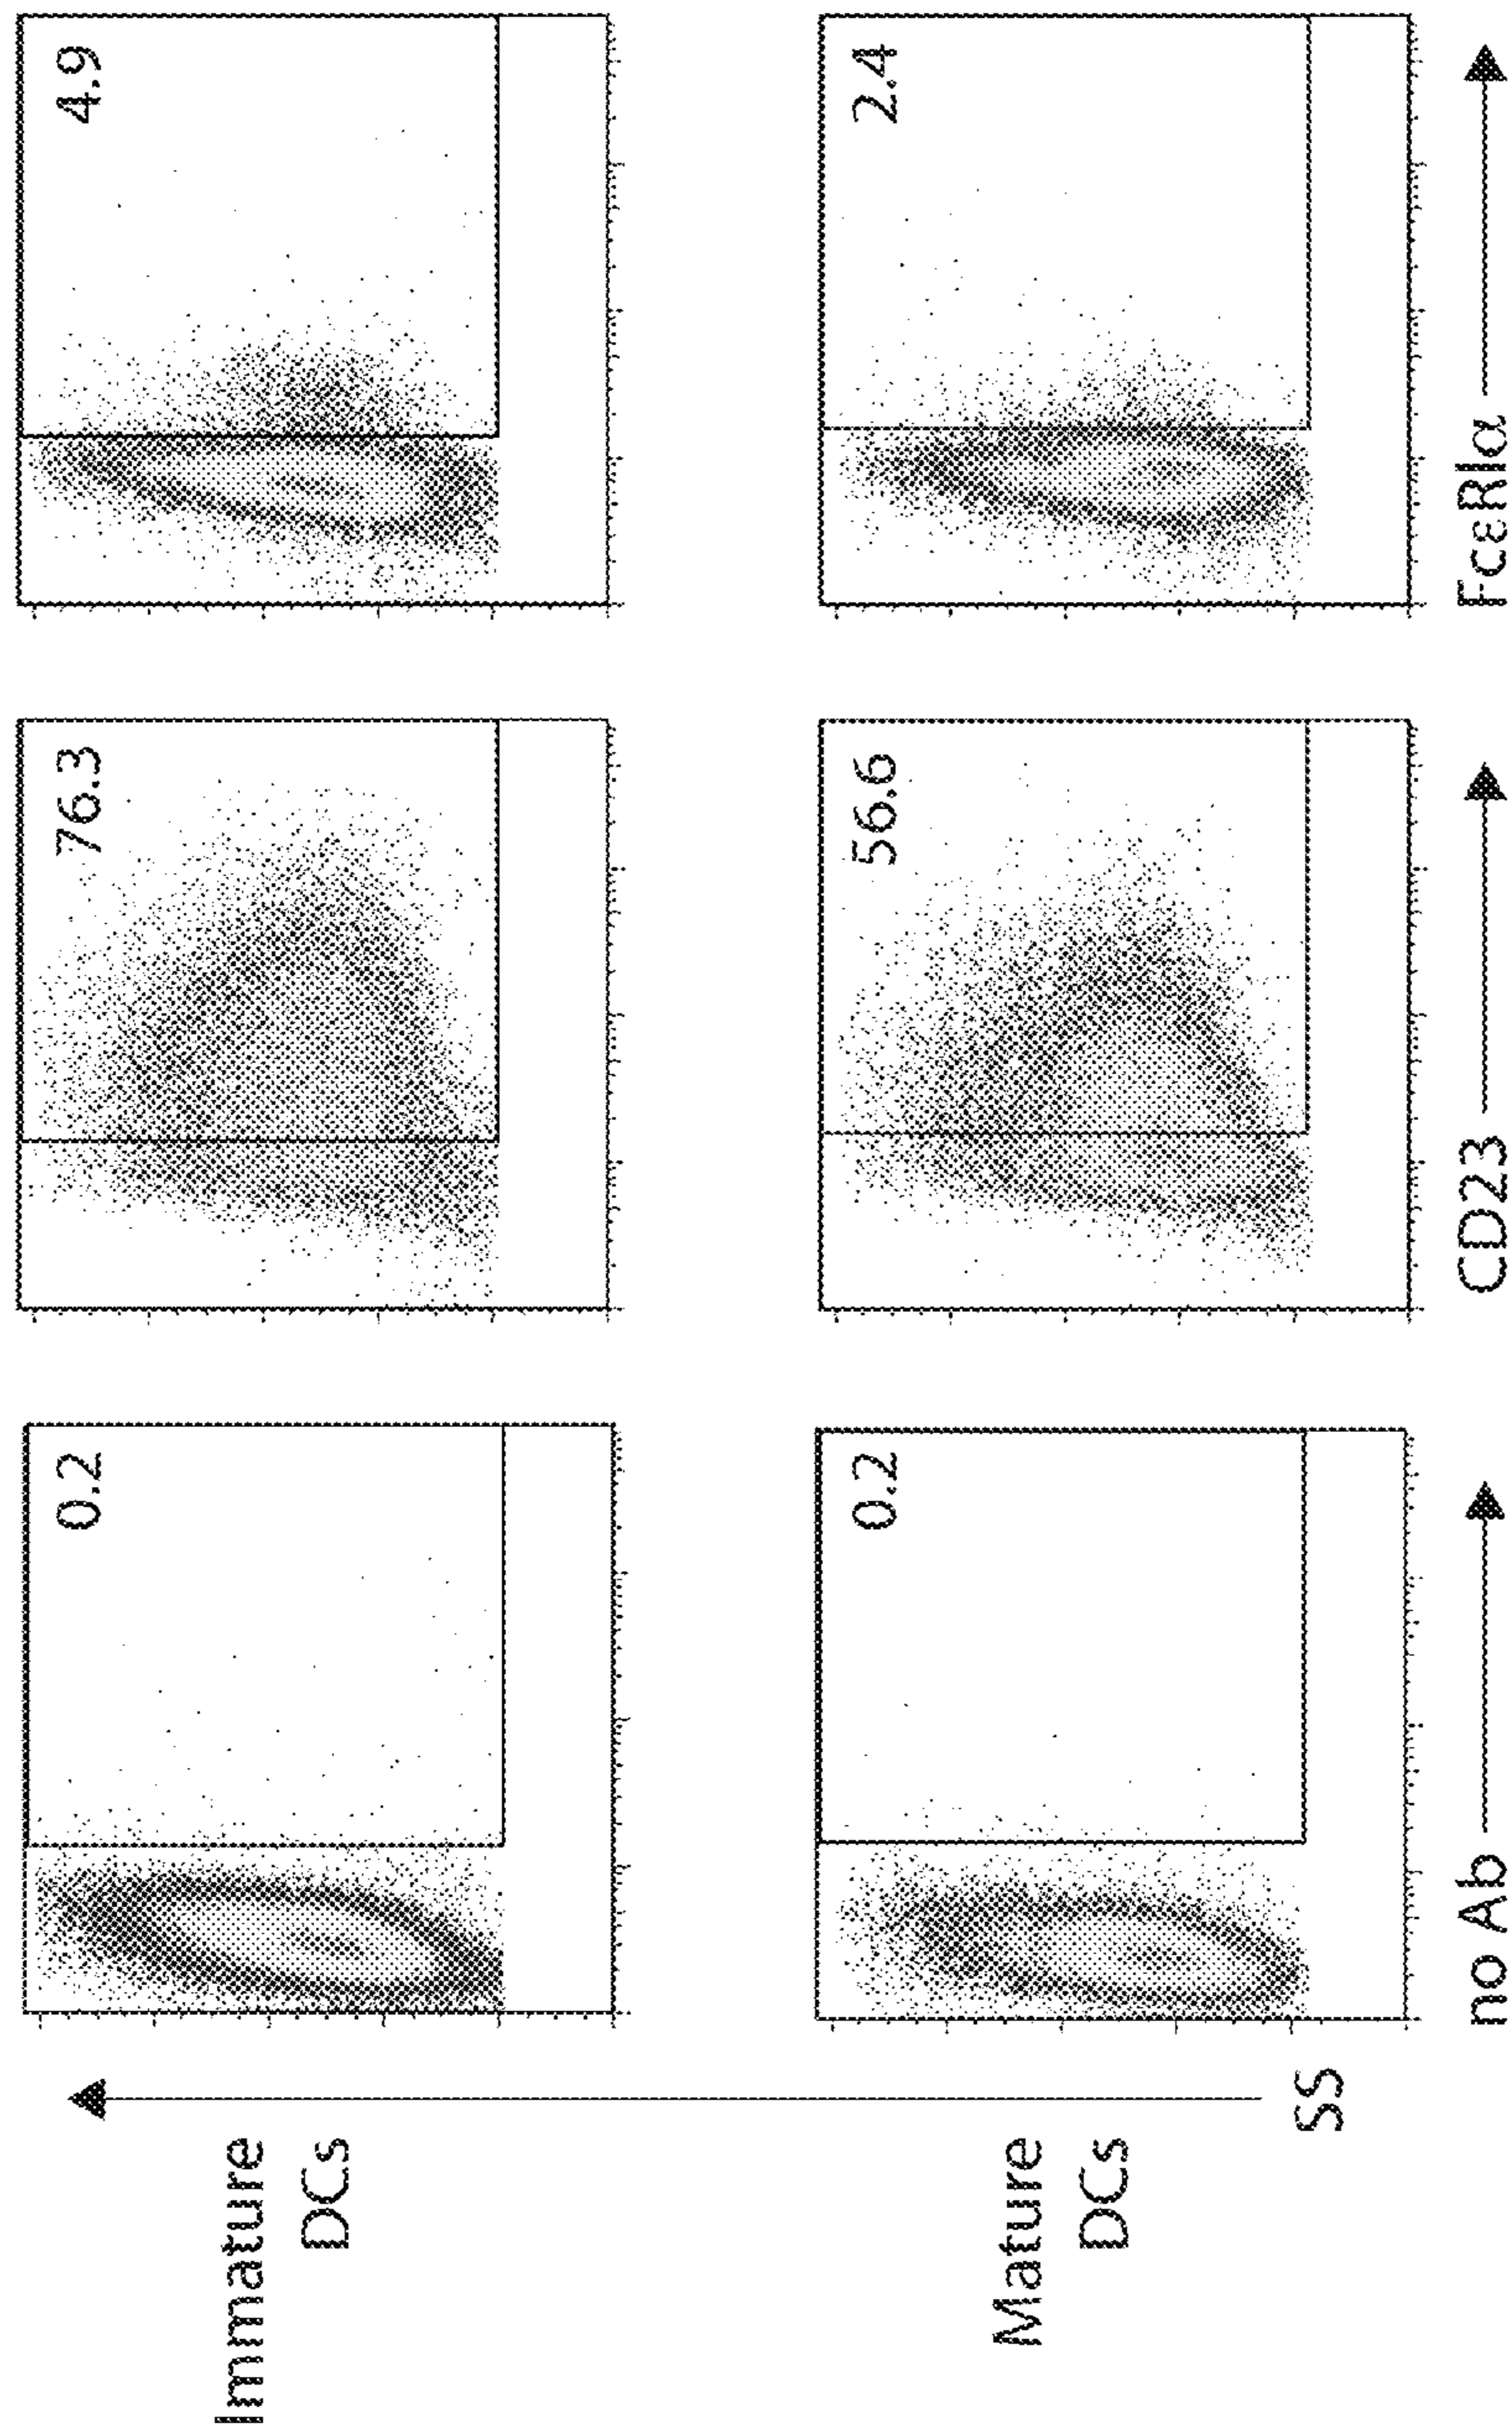 Immature
DCs
0.2
76.3
4.9
Mature
DCs
0.2
56.6
2.4
SS
no Ab
CD23
FcεRIα